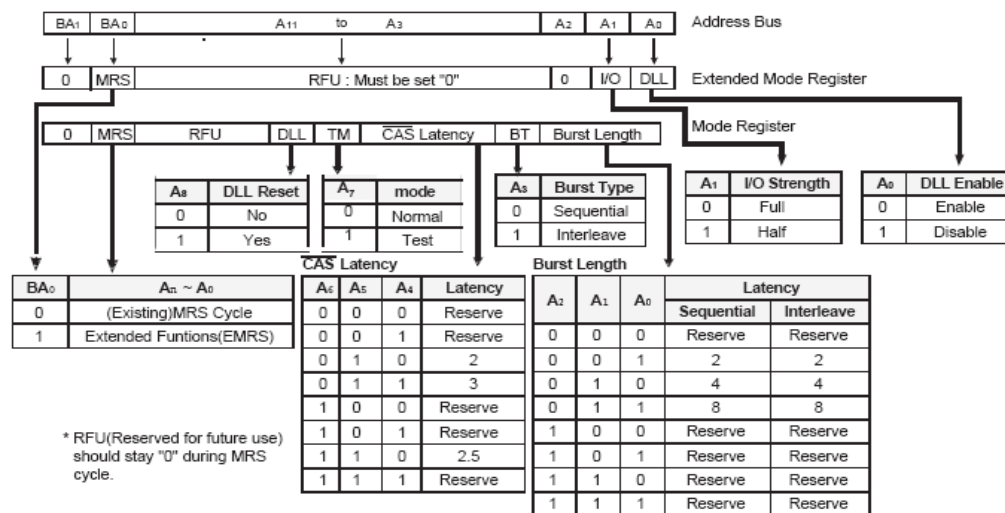 BA1 BA0 A11 to A3 A2 A1 A0 Address Bus
0 MRS RFU : Must be set "0" 0 I/O DLL Extended Mode Register
0 MRS RFU DLL TM CAS Latency BT Burst Length Mode Register
A8 DLL Reset
0 No
1 Yes
A7 mode
0 Normal
1 Test
A3 Burst Type
0 Sequential
1 Interleave
A1 I/O Strength
0 Full
1 Half
A0 DLL Enable
0 Enable
1 Disable
BA0 An ~ A0
0 (Existing)MRS Cycle
1 Extended Funtions(EMRS)
* RFU(Reserved for future use)
should stay "0" during MRS
cycle.
CAS Latency
A6 A5 A4 Latency
0 0 0 Reserve
0 0 1 Reserve
0 1 0 2
0 1 1 3
1 0 0 Reserve
1 0 1 Reserve
1 1 0 2.5
1 1 1 Reserve
Burst Length
A2 A1 A0 Latency
Sequential Interleave
0 0 0 Reserve Reserve
0 0 1 2 2
0 1 0 4 4
0 1 1 8 8
1 0 0 Reserve Reserve
1 0 1 Reserve Reserve
1 1 0 Reserve Reserve
1 1 1 Reserve Reserve